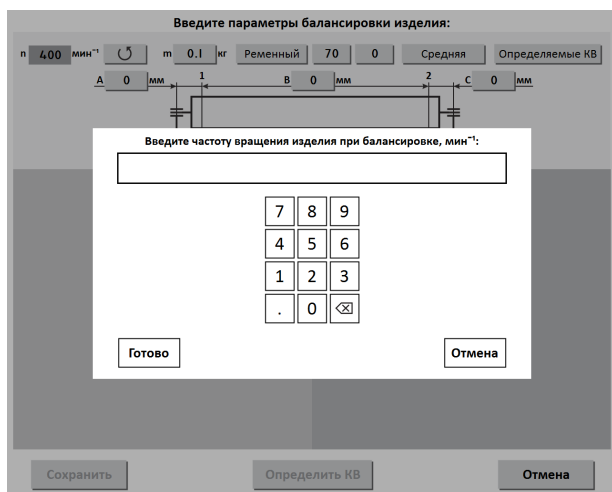 Введите параметры балансировки изделия:
n 400 мин⁻¹ m 0.1 кг Ременный 70 0 Средняя Определяемые КВ
A 0 мм 1 B 0 мм 2 C 0 мм
Введите частоту вращения изделия при балансировке, мин⁻¹:
7 8 9
4 5 6
1 2 3
. 0
Готово Отмена
Сохранить Определить КВ Отмена